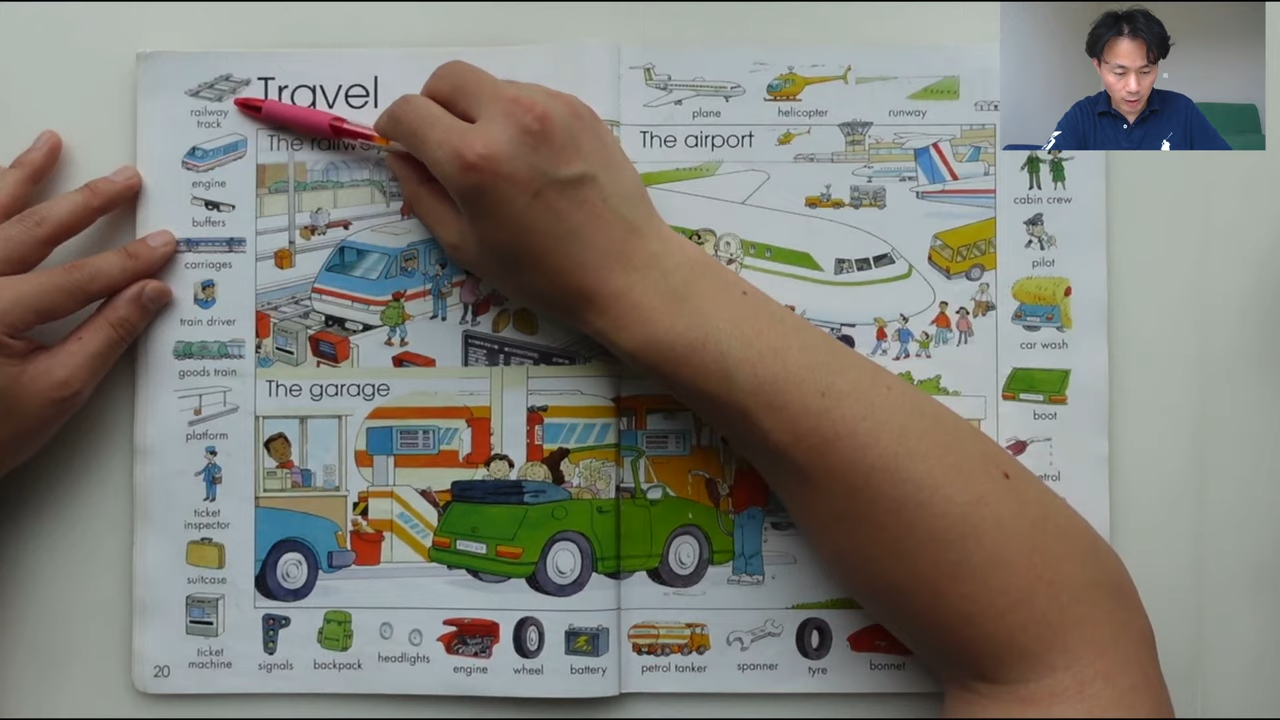 Travel
railway
track
engine
buffers
carriages
train driver
goods train
platform
ticket
inspector
suitcase
ticket
machine
The railway
The garage
plane
helicopter
runway
The airport
cabin crew
pilot
car wash
boot
signals
backpack
headlights
engine
wheel
battery
petrol tanker
spanner
tyre
bonnet
20